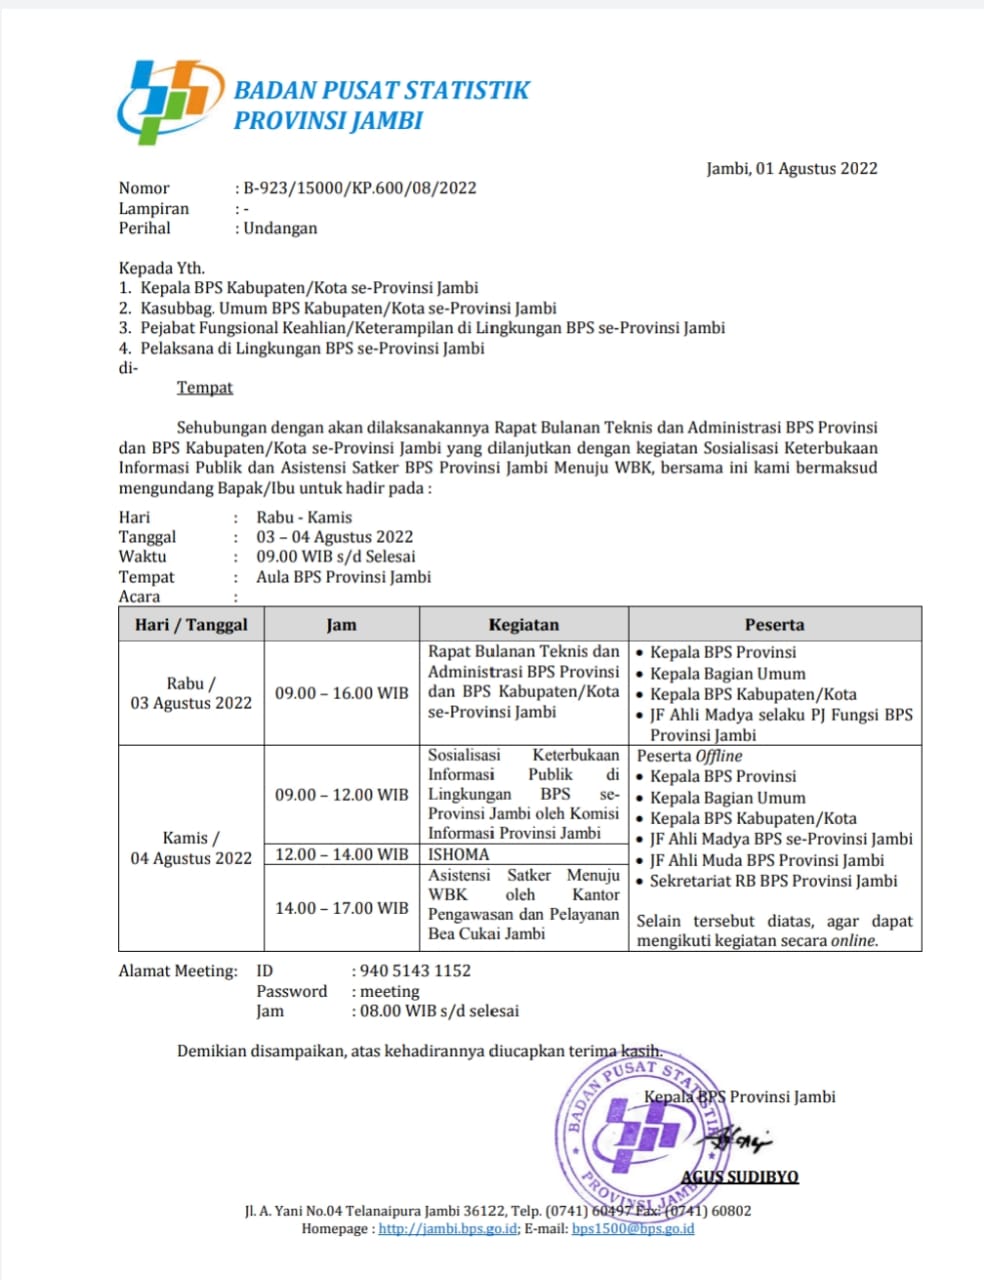 BADAN PUSAT STATISTIK
PROVINSI JAMBI
Jambi, 01 Agustus 2022
Nomor : B-923/15000/KP.600/08/2022
Lampiran : -
Perihal : Undangan
Kepada Yth.
1. Kepala BPS Kabupaten/Kota se-Provinsi Jambi
2. Kasubbag. Umum BPS Kabupaten/Kota se-Provinsi Jambi
3. Pejabat Fungsional Keahlian/Keterampilan di Lingkungan BPS se-Provinsi Jambi
4. Pelaksana di Lingkungan BPS se-Provinsi Jambi
di-
Tempat
Sehubungan dengan akan dilaksanakannya Rapat Bulanan Teknis dan Administrasi BPS Provinsi
dan BPS Kabupaten/Kota se-Provinsi Jambi yang dilanjutkan dengan kegiatan Sosialisasi Keterbukaan
Informasi Publik dan Asistensi Satker BPS Provinsi Jambi Menuju WBK, bersama ini kami bermaksud
mengundang Bapak/Ibu untuk hadir pada :
Hari : Rabu - Kamis
Tanggal : 03 – 04 Agustus 2022
Waktu : 09.00 WIB s/d Selesai
Tempat : Aula BPS Provinsi Jambi
Acara :
Hari / Tanggal Jam Kegiatan Peserta
Rabu /
03 Agustus 2022
09.00 – 16.00 WIB
Rapat Bulanan Teknis dan
Administrasi BPS Provinsi
dan BPS Kabupaten/Kota
se-Provinsi Jambi
• Kepala BPS Provinsi
• Kepala Bagian Umum
• Kepala BPS Kabupaten/Kota
• JF Ahli Madya selaku PJ Fungsi BPS
Provinsi Jambi
Kamis /
04 Agustus 2022
09.00 – 12.00 WIB
Sosialisasi Keterbukaan
Informasi Publik di
Lingkungan BPS se-
Provinsi Jambi oleh Komisi
Informasi Provinsi Jambi
12.00 – 14.00 WIB ISHOMA
14.00 – 17.00 WIB
Asistensi Satker Menuju
WBK oleh Kantor
Pengawasan dan Pelayanan
Bea Cukai Jambi
Peserta Offline
• Kepala BPS Provinsi
• Kepala Bagian Umum
• Kepala BPS Kabupaten/Kota
• JF Ahli Madya BPS se-Provinsi Jambi
• JF Ahli Muda BPS Provinsi Jambi
• Sekretariat RB BPS Provinsi Jambi
Selain tersebut diatas, agar dapat
mengikuti kegiatan secara online.
Alamat Meeting: ID : 940 5143 1152
Password : meeting
Jam : 08.00 WIB s/d selesai
Demikian disampaikan, atas kehadirannya diucapkan terima kasih.
Kepala BPS Provinsi Jambi
BADAN PUSAT STATISTIK
PROVINSI JAMBI
AGUS SUDIBYO
Jl. A. Yani No.04 Telanaipura Jambi 36122, Telp. (0741) 60497 Fax: (0741) 60802
Homepage : http://jambi.bps.go.id; E-mail: bps1500@bps.go.id